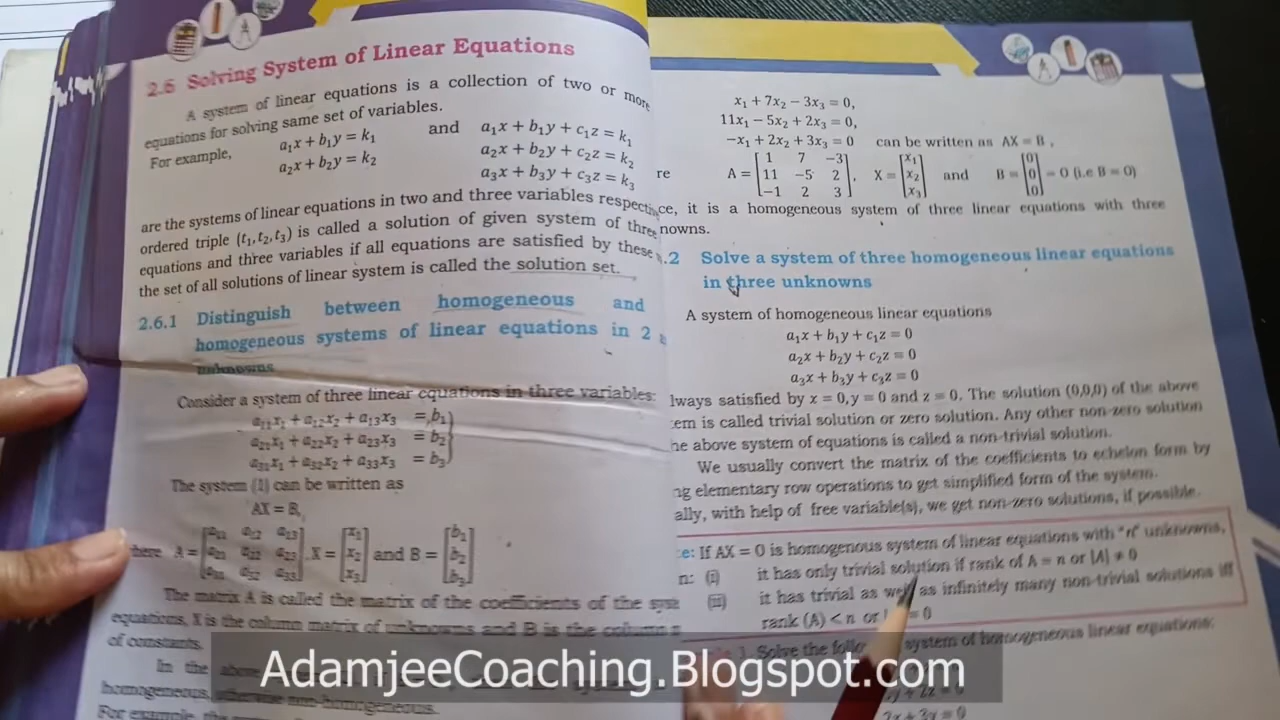 2.6 Solving System of Linear Equations
A system of linear equations is a collection of two or more
equations for solving same set of variables.
For example, a₁x + b₁y = k₁ and a₁x + b₁y + c₁z = k₁
a₂x + b₂y = k₂ a₂x + b₂y + c₂z = k₂
a₃x + b₃y + c₃z = k₃
are the systems of linear equations in two and three variables respective
ordered triple (t₁,t₂,t₃) is called a solution of given system of three
equations and three variables if all equations are satisfied by these
the set of all solutions of linear system is called the solution set.
2.6.1 Distinguish between homogeneous and
homogeneous systems of linear equations in 2
unknowns
Consider a system of three linear equations in three variables:
a₁₁x₁ + a₁₂x₂ + a₁₃x₃ = b₁
a₂₁x₁ + a₂₂x₂ + a₂₃x₃ = b₂
a₃₁x₁ + a₃₂x₂ + a₃₃x₃ = b₃
The system (1) can be written as
AX = B,
here A = [a₁₁ a₁₂ a₁₃; a₂₁ a₂₂ a₂₃; a₃₁ a₃₂ a₃₃], X = [x₁; x₂; x₃] and B = [b₁; b₂; b₃]
The matrix A is called the matrix of the coefficients of the syst
equations, X is the column matrix of unknowns and B is the column
of constants.
In the above
homogeneous, otherwise non-homogeneous.
For example, the
x₁ + 7x₂ − 3x₃ = 0,
11x₁ − 5x₂ + 2x₃ = 0,
−x₁ + 2x₂ + 3x₃ = 0 can be written as AX = B,
re A = [1 7 −3; 11 −5 2; −1 2 3], X = [x₁; x₂; x₃] and B = [0; 0; 0] = 0 (i.e B = 0)
ce, it is a homogeneous system of three linear equations with three
nowns.
.2 Solve a system of three homogeneous linear equations
in three unknowns
A system of homogeneous linear equations
a₁x + b₁y + c₁z = 0
a₂x + b₂y + c₂z = 0
a₃x + b₃y + c₃z = 0
lways satisfied by x = 0, y = 0 and z = 0. The solution (0,0,0) of the above
tem is called trivial solution or zero solution. Any other non-zero solution
he above system of equations is called a non-trivial solution.
We usually convert the matrix of the coefficients to echelon form by
ng elementary row operations to get simplified form of the system.
ally, with help of free variable(s), we get non-zero solutions, if possible.
te: If AX = 0 is homogenous system of linear equations with "n" unknowns,
n: (i) it has only trivial solution if rank of A = n or |A| ≠ 0
(ii) it has trivial as well as infinitely many non-trivial solutions iff
rank (A) < n or = 0
1. Solve the follo system of homogeneous linear equations:
y + 2z = 0
2x + 3y = 0
AdamjeeCoaching.Blogspot.com